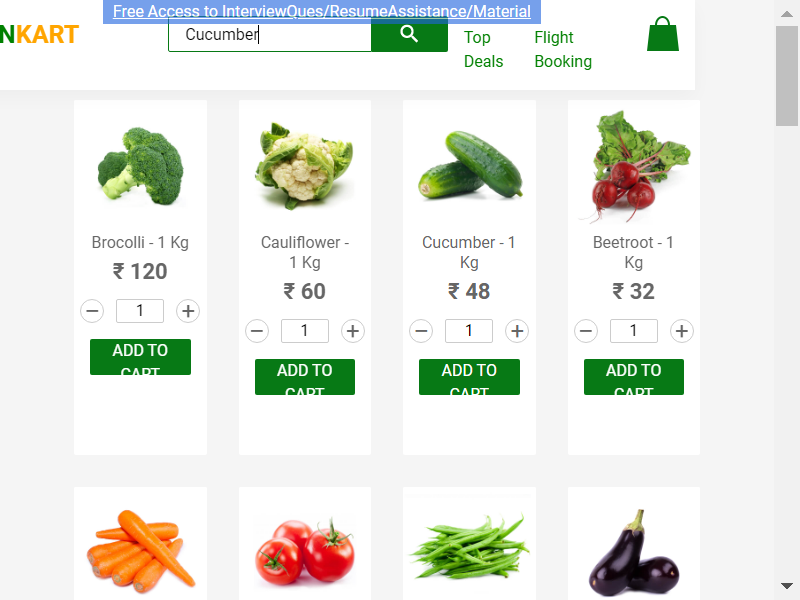 Free Access to InterviewQues/ResumeAssistance/Material
NKART
Cucumber
Top
Deals
Flight
Booking
Brocolli - 1 Kg
₹ 120
1
ADD TO
CART
Cauliflower -
1 Kg
₹ 60
1
ADD TO
CART
Cucumber - 1
Kg
₹ 48
1
ADD TO
CART
Beetroot - 1
Kg
₹ 32
1
ADD TO
CART